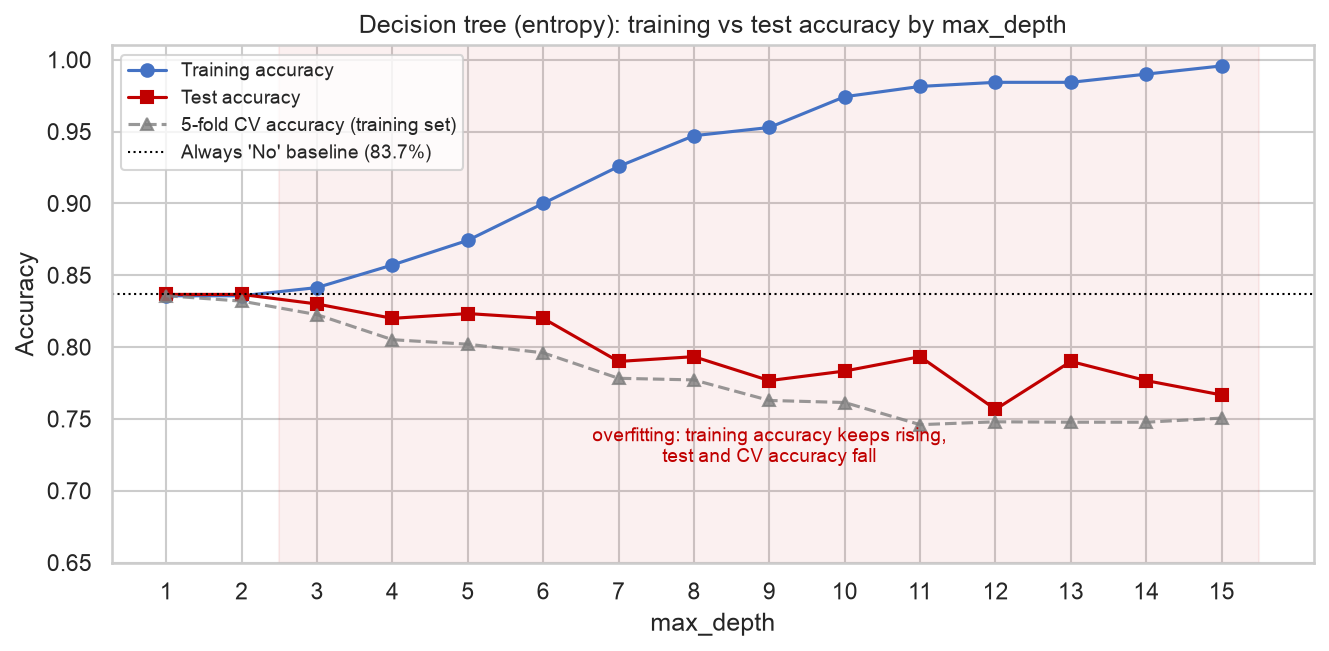 Decision tree (entropy): training vs test accuracy by max_depth
Training accuracy
Test accuracy
5-fold CV accuracy (training set)
Always 'No' baseline (83.7%)
Accuracy
1.00
0.95
0.90
0.85
0.80
0.75
0.70
0.65
overfitting: training accuracy keeps rising,
test and CV accuracy fall
1 2 3 4 5 6 7 8 9 10 11 12 13 14 15
max_depth